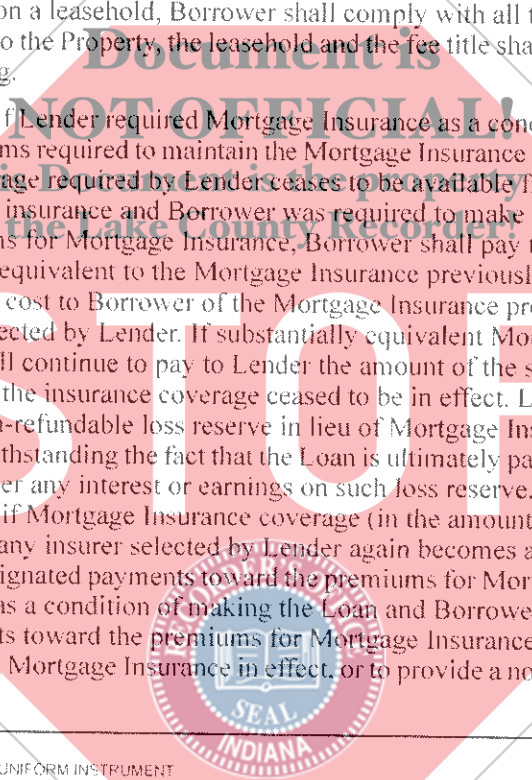 on a leasehold, Borrower shall comply with all t
o the Property, the leasehold and the fee title sha
Document is
g.
NOT OFFICIAL!
f Lender required Mortgage Insurance as a cond
ms required to maintain the Mortgage Insurance
Document is the property
rage required by Lender ceases to be available f
insurance and Borrower was required to make
the Lake County Recorder!
ns for Mortgage Insurance, Borrower shall pay
equivalent to the Mortgage Insurance previousl
cost to Borrower of the Mortgage Insurance pre
ected by Lender. If substantially equivalent Mo
STOP
ll continue to pay to Lender the amount of the s
the insurance coverage ceased to be in effect. L
n-refundable loss reserve in lieu of Mortgage Ins
thstanding the fact that the Loan is ultimately pa
er any interest or earnings on such loss reserve.
if Mortgage Insurance coverage (in the amount
any insurer selected by Lender again becomes a
ignated payments toward the premiums for Mor
as a condition of making the Loan and Borrowe
ts toward the premiums for Mortgage Insurance
Mortgage Insurance in effect, or to provide a no
SEAL
INDIANA
UNIFORM INSTRUMENT